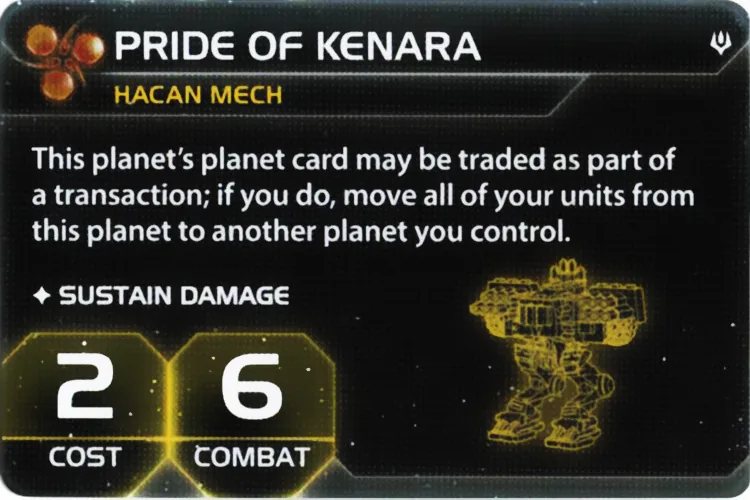 PRIDE OF KENARA
HACAN MECH
This planet's planet card may be traded as part of
a transaction; if you do, move all of your units from
this planet to another planet you control.
✦ SUSTAIN DAMAGE
2
COST
6
COMBAT